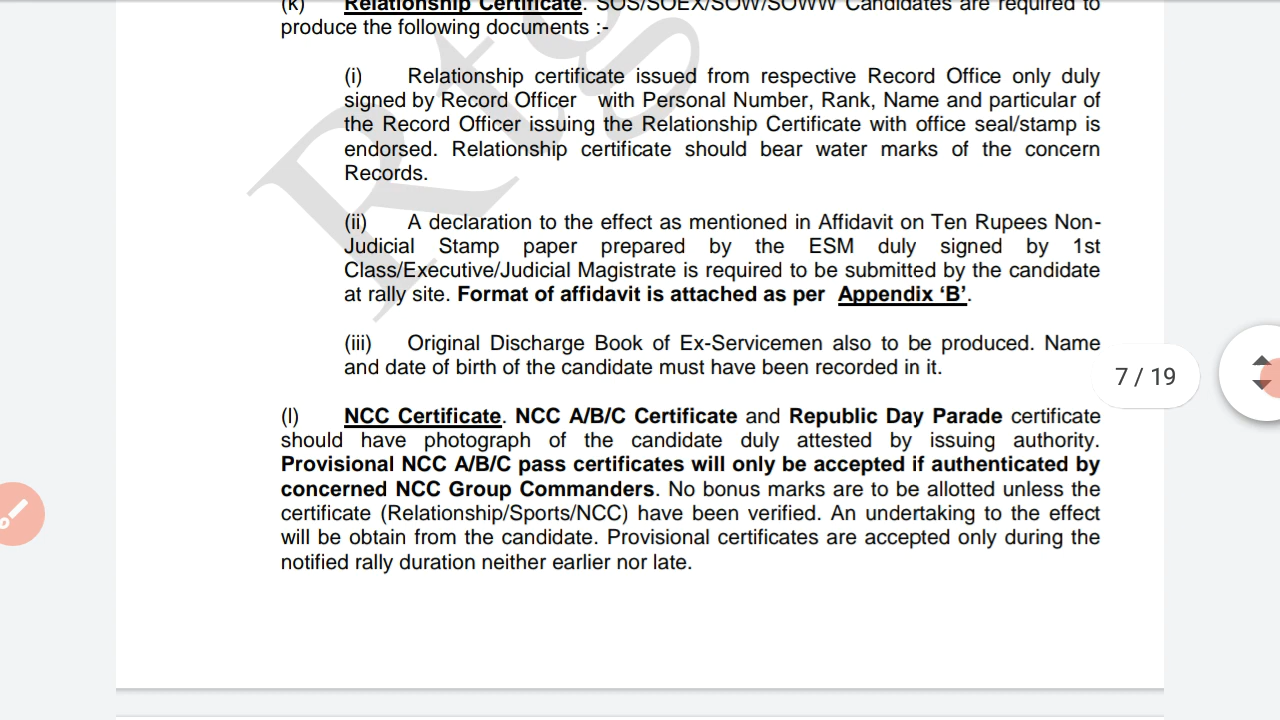 (k) Relationship Certificate. SOS/SOEX/SOW/SOWW Candidates are required to
produce the following documents :-
(i) Relationship certificate issued from respective Record Office only duly
signed by Record Officer with Personal Number, Rank, Name and particular of
the Record Officer issuing the Relationship Certificate with office seal/stamp is
endorsed. Relationship certificate should bear water marks of the concern
Records.
(ii) A declaration to the effect as mentioned in Affidavit on Ten Rupees Non-
Judicial Stamp paper prepared by the ESM duly signed by 1st
Class/Executive/Judicial Magistrate is required to be submitted by the candidate
at rally site. Format of affidavit is attached as per Appendix ‘B’.
(iii) Original Discharge Book of Ex-Servicemen also to be produced. Name
and date of birth of the candidate must have been recorded in it.
7 / 19
(l) NCC Certificate. NCC A/B/C Certificate and Republic Day Parade certificate
should have photograph of the candidate duly attested by issuing authority.
Provisional NCC A/B/C pass certificates will only be accepted if authenticated by
concerned NCC Group Commanders. No bonus marks are to be allotted unless the
certificate (Relationship/Sports/NCC) have been verified. An undertaking to the effect
will be obtain from the candidate. Provisional certificates are accepted only during the
notified rally duration neither earlier nor late.